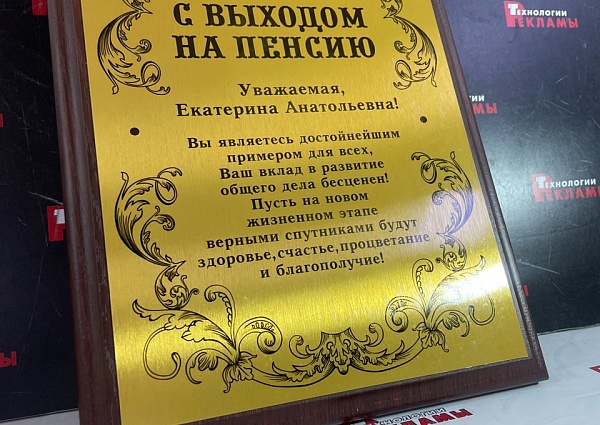 С ВЫХОДОМ
НА ПЕНСИЮ
Уважаемая,
Екатерина Анатольевна!
Вы являетесь достойнейшим
примером для всех,
Ваш вклад в развитие
общего дела бесценен!
Пусть на новом
жизненном этапе
верными спутниками будут
здоровье,счастье,процветание
и благополучие!
Технологии
Рекламы
Технологии
Рекламы